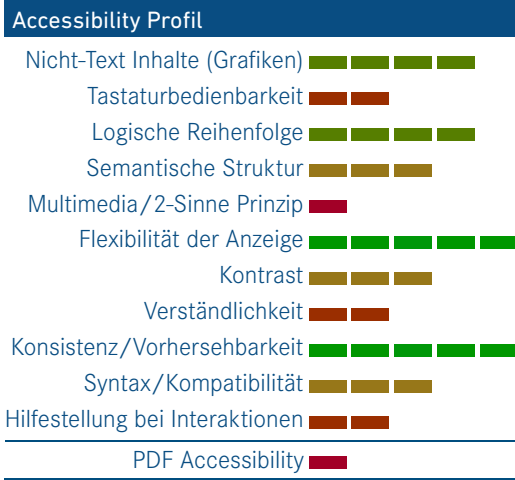 Accessibility Profil
Nicht-Text Inhalte (Grafiken)
Tastaturbedienbarkeit
Logische Reihenfolge
Semantische Struktur
Multimedia/2-Sinne Prinzip
Flexibilität der Anzeige
Kontrast
Verständlichkeit
Konsistenz/Vorhersehbarkeit
Syntax/Kompatibilität
Hilfestellung bei Interaktionen
PDF Accessibility